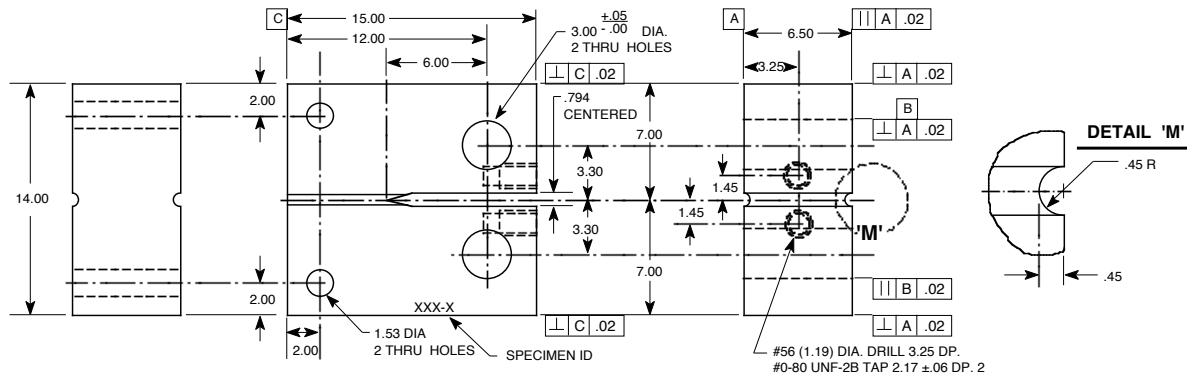 C
15.00
12.00
6.00
3.00 +.05 -.00 DIA.
2 THRU HOLES
⊥ C .02
A
6.50
3.25
|| A .02
⊥ A .02
B
⊥ A .02
2.00
14.00
2.00
.794
CENTERED
7.00
3.30
3.30
7.00
1.45
1.45
'M'
DETAIL 'M'
.45 R
.45
|| B .02
⊥ A .02
XXX-X
⊥ C .02
2.00
1.53 DIA
2 THRU HOLES
SPECIMEN ID
#56 (1.19) DIA. DRILL 3.25 DP.
#0-80 UNF-2B TAP 2.17 ±.06 DP. 2